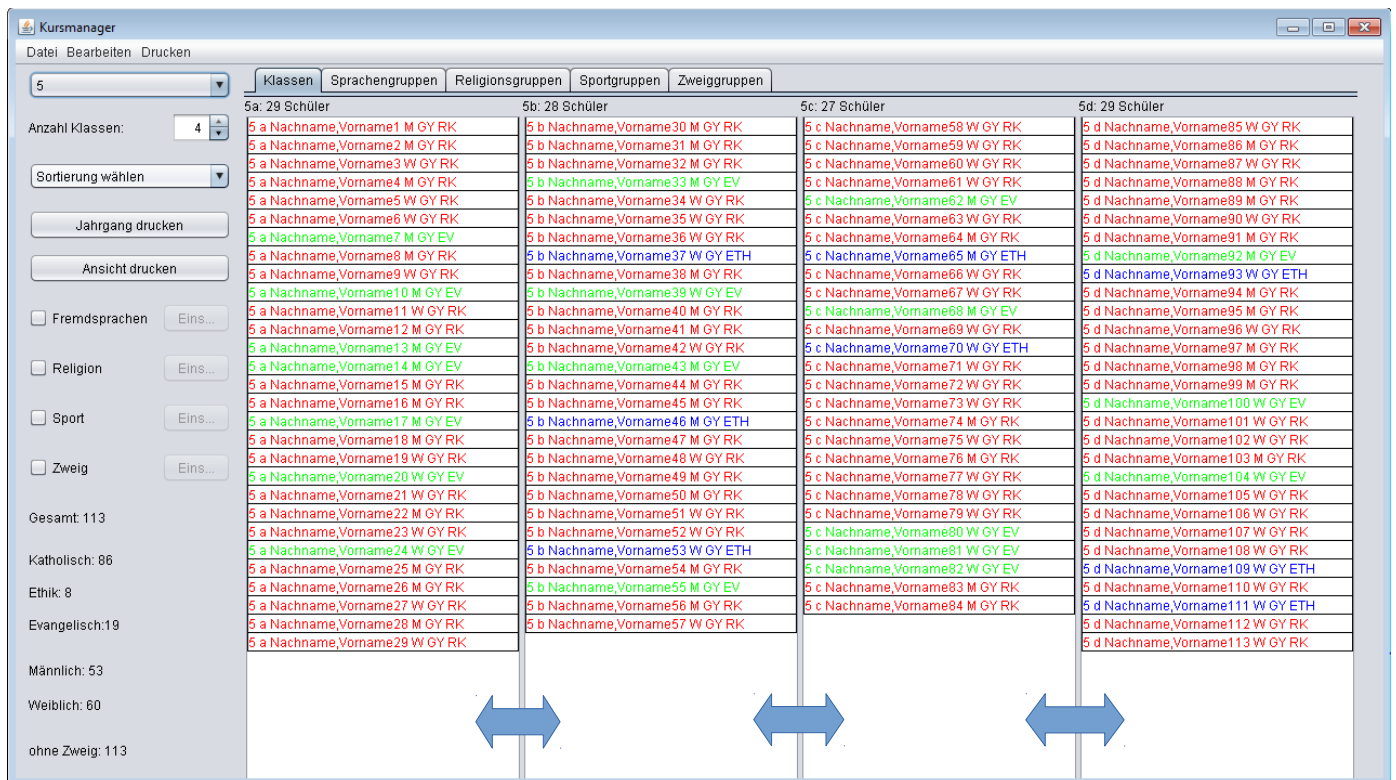 Kursmanager
Datei Bearbeiten Drucken
5
Anzahl Klassen: 4
Sortierung wählen
Jahrgang drucken
Ansicht drucken
Fremdsprachen Eins...
Religion Eins...
Sport Eins...
Zweig Eins...
Gesamt: 113
Katholisch: 86
Ethik: 8
Evangelisch:19
Männlich: 53
Weiblich: 60
ohne Zweig: 113
Klassen Sprachengruppen Religionsgruppen Sportgruppen Zweiggruppen
5a: 29 Schüler
5 a Nachname,Vorname1 M GY RK
5 a Nachname,Vorname2 M GY RK
5 a Nachname,Vorname3 W GY RK
5 a Nachname,Vorname4 M GY RK
5 a Nachname,Vorname5 W GY RK
5 a Nachname,Vorname6 W GY RK
5 a Nachname,Vorname7 M GY EV
5 a Nachname,Vorname8 M GY RK
5 a Nachname,Vorname9 W GY RK
5 a Nachname,Vorname10 M GY EV
5 a Nachname,Vorname11 W GY RK
5 a Nachname,Vorname12 M GY RK
5 a Nachname,Vorname13 M GY EV
5 a Nachname,Vorname14 M GY EV
5 a Nachname,Vorname15 M GY RK
5 a Nachname,Vorname16 M GY RK
5 a Nachname,Vorname17 M GY EV
5 a Nachname,Vorname18 M GY RK
5 a Nachname,Vorname19 W GY RK
5 a Nachname,Vorname20 W GY EV
5 a Nachname,Vorname21 W GY RK
5 a Nachname,Vorname22 M GY RK
5 a Nachname,Vorname23 W GY RK
5 a Nachname,Vorname24 W GY EV
5 a Nachname,Vorname25 M GY RK
5 a Nachname,Vorname26 M GY RK
5 a Nachname,Vorname27 W GY RK
5 a Nachname,Vorname28 M GY RK
5 a Nachname,Vorname29 W GY RK
5b: 28 Schüler
5 b Nachname,Vorname30 M GY RK
5 b Nachname,Vorname31 M GY RK
5 b Nachname,Vorname32 M GY RK
5 b Nachname,Vorname33 M GY EV
5 b Nachname,Vorname34 W GY RK
5 b Nachname,Vorname35 W GY RK
5 b Nachname,Vorname36 W GY RK
5 b Nachname,Vorname37 W GY ETH
5 b Nachname,Vorname38 M GY RK
5 b Nachname,Vorname39 W GY EV
5 b Nachname,Vorname40 M GY RK
5 b Nachname,Vorname41 M GY RK
5 b Nachname,Vorname42 W GY RK
5 b Nachname,Vorname43 M GY EV
5 b Nachname,Vorname44 M GY RK
5 b Nachname,Vorname45 M GY RK
5 b Nachname,Vorname46 M GY ETH
5 b Nachname,Vorname47 M GY RK
5 b Nachname,Vorname48 W GY RK
5 b Nachname,Vorname49 M GY RK
5 b Nachname,Vorname50 M GY RK
5 b Nachname,Vorname51 W GY RK
5 b Nachname,Vorname52 W GY RK
5 b Nachname,Vorname53 W GY ETH
5 b Nachname,Vorname54 M GY RK
5 b Nachname,Vorname55 M GY EV
5 b Nachname,Vorname56 M GY RK
5 b Nachname,Vorname57 W GY RK
5c: 27 Schüler
5 c Nachname,Vorname58 W GY RK
5 c Nachname,Vorname59 W GY RK
5 c Nachname,Vorname60 W GY RK
5 c Nachname,Vorname61 W GY RK
5 c Nachname,Vorname62 M GY EV
5 c Nachname,Vorname63 W GY RK
5 c Nachname,Vorname64 M GY RK
5 c Nachname,Vorname65 M GY ETH
5 c Nachname,Vorname66 W GY RK
5 c Nachname,Vorname67 W GY RK
5 c Nachname,Vorname68 M GY EV
5 c Nachname,Vorname69 W GY RK
5 c Nachname,Vorname70 W GY ETH
5 c Nachname,Vorname71 W GY RK
5 c Nachname,Vorname72 W GY RK
5 c Nachname,Vorname73 W GY RK
5 c Nachname,Vorname74 M GY RK
5 c Nachname,Vorname75 W GY RK
5 c Nachname,Vorname76 M GY RK
5 c Nachname,Vorname77 W GY RK
5 c Nachname,Vorname78 W GY RK
5 c Nachname,Vorname79 W GY RK
5 c Nachname,Vorname80 W GY EV
5 c Nachname,Vorname81 W GY EV
5 c Nachname,Vorname82 W GY EV
5 c Nachname,Vorname83 M GY RK
5 c Nachname,Vorname84 M GY RK
5d: 29 Schüler
5 d Nachname,Vorname85 W GY RK
5 d Nachname,Vorname86 M GY RK
5 d Nachname,Vorname87 W GY RK
5 d Nachname,Vorname88 M GY RK
5 d Nachname,Vorname89 M GY RK
5 d Nachname,Vorname90 W GY RK
5 d Nachname,Vorname91 M GY RK
5 d Nachname,Vorname92 M GY EV
5 d Nachname,Vorname93 W GY ETH
5 d Nachname,Vorname94 M GY RK
5 d Nachname,Vorname95 M GY RK
5 d Nachname,Vorname96 W GY RK
5 d Nachname,Vorname97 M GY RK
5 d Nachname,Vorname98 M GY RK
5 d Nachname,Vorname99 M GY RK
5 d Nachname,Vorname100 W GY EV
5 d Nachname,Vorname101 W GY RK
5 d Nachname,Vorname102 W GY RK
5 d Nachname,Vorname103 M GY RK
5 d Nachname,Vorname104 W GY EV
5 d Nachname,Vorname105 W GY RK
5 d Nachname,Vorname106 W GY RK
5 d Nachname,Vorname107 W GY RK
5 d Nachname,Vorname108 W GY RK
5 d Nachname,Vorname109 W GY ETH
5 d Nachname,Vorname110 W GY RK
5 d Nachname,Vorname111 W GY ETH
5 d Nachname,Vorname112 W GY RK
5 d Nachname,Vorname113 W GY RK